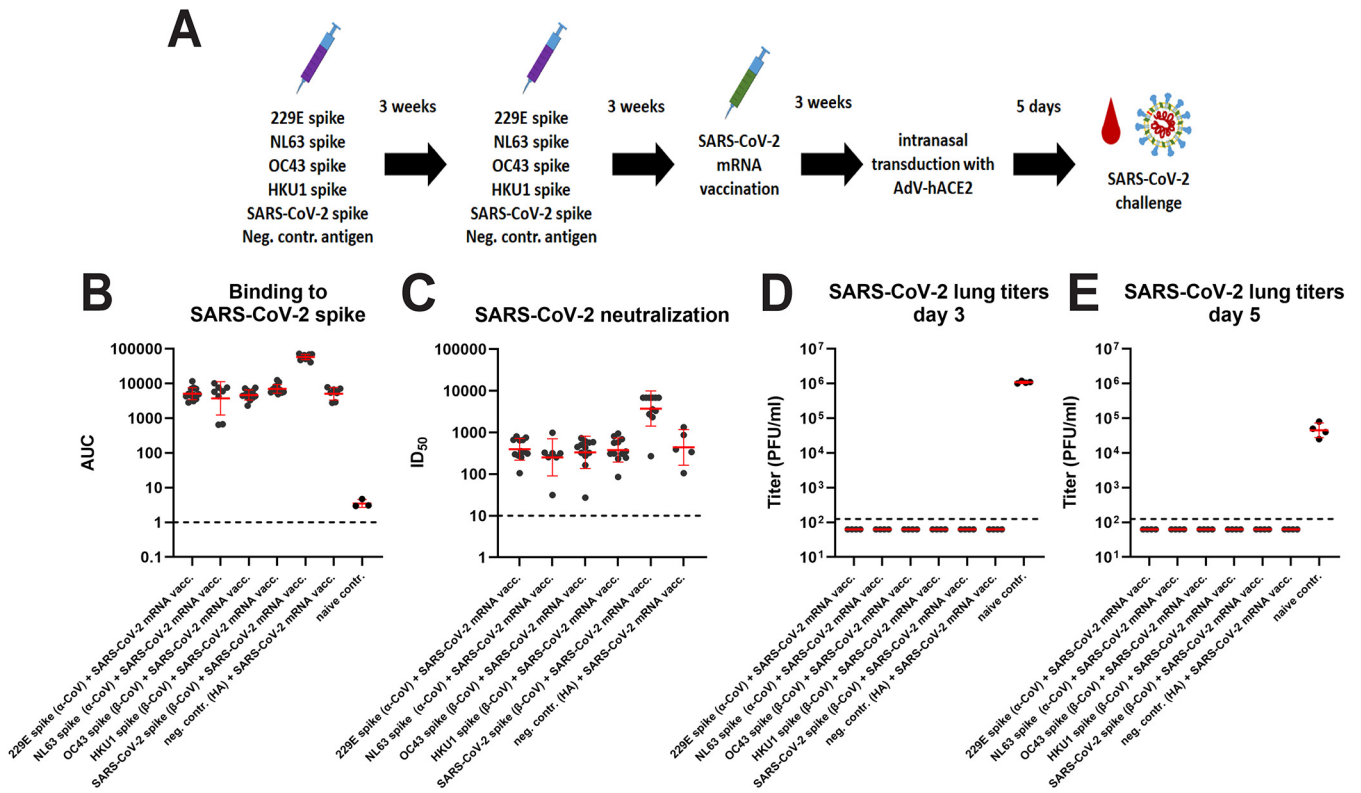 A
229E spike
NL63 spike
OC43 spike
HKU1 spike
SARS-CoV-2 spike
Neg. contr. antigen
3 weeks
229E spike
NL63 spike
OC43 spike
HKU1 spike
SARS-CoV-2 spike
Neg. contr. antigen
3 weeks
SARS-CoV-2
mRNA
vaccination
3 weeks
intranasal
transduction with
AdV-hACE2
5 days
SARS-CoV-2
challenge
B
Binding to
SARS-CoV-2 spike
AUC
100000
10000
1000
100
10
1
0.1
229E spike (α-CoV) + SARS-CoV-2 mRNA vacc.
NL63 spike (α-CoV) + SARS-CoV-2 mRNA vacc.
OC43 spike (β-CoV) + SARS-CoV-2 mRNA vacc.
HKU1 spike (β-CoV) + SARS-CoV-2 mRNA vacc.
SARS-CoV-2 spike (β-CoV) + SARS-CoV-2 mRNA vacc.
neg. contr. (HA) + SARS-CoV-2 mRNA vacc.
naive contr.
C
SARS-CoV-2 neutralization
ID50
100000
10000
1000
100
10
1
229E spike (α-CoV) + SARS-CoV-2 mRNA vacc.
NL63 spike (α-CoV) + SARS-CoV-2 mRNA vacc.
OC43 spike (β-CoV) + SARS-CoV-2 mRNA vacc.
HKU1 spike (β-CoV) + SARS-CoV-2 mRNA vacc.
SARS-CoV-2 spike (β-CoV) + SARS-CoV-2 mRNA vacc.
neg. contr. (HA) + SARS-CoV-2 mRNA vacc.
D
SARS-CoV-2 lung titers
day 3
Titer (PFU/ml)
10⁷
10⁶
10⁵
10⁴
10³
10²
10¹
229E spike (α-CoV) + SARS-CoV-2 mRNA vacc.
NL63 spike (α-CoV) + SARS-CoV-2 mRNA vacc.
OC43 spike (β-CoV) + SARS-CoV-2 mRNA vacc.
HKU1 spike (β-CoV) + SARS-CoV-2 mRNA vacc.
SARS-CoV-2 spike (β-CoV) + SARS-CoV-2 mRNA vacc.
neg. contr. (HA) + SARS-CoV-2 mRNA vacc.
naive contr.
E
SARS-CoV-2 lung titers
day 5
Titer (PFU/ml)
10⁷
10⁶
10⁵
10⁴
10³
10²
10¹
229E spike (α-CoV) + SARS-CoV-2 mRNA vacc.
NL63 spike (α-CoV) + SARS-CoV-2 mRNA vacc.
OC43 spike (β-CoV) + SARS-CoV-2 mRNA vacc.
HKU1 spike (β-CoV) + SARS-CoV-2 mRNA vacc.
SARS-CoV-2 spike (β-CoV) + SARS-CoV-2 mRNA vacc.
neg. contr. (HA) + SARS-CoV-2 mRNA vacc.
naive contr.